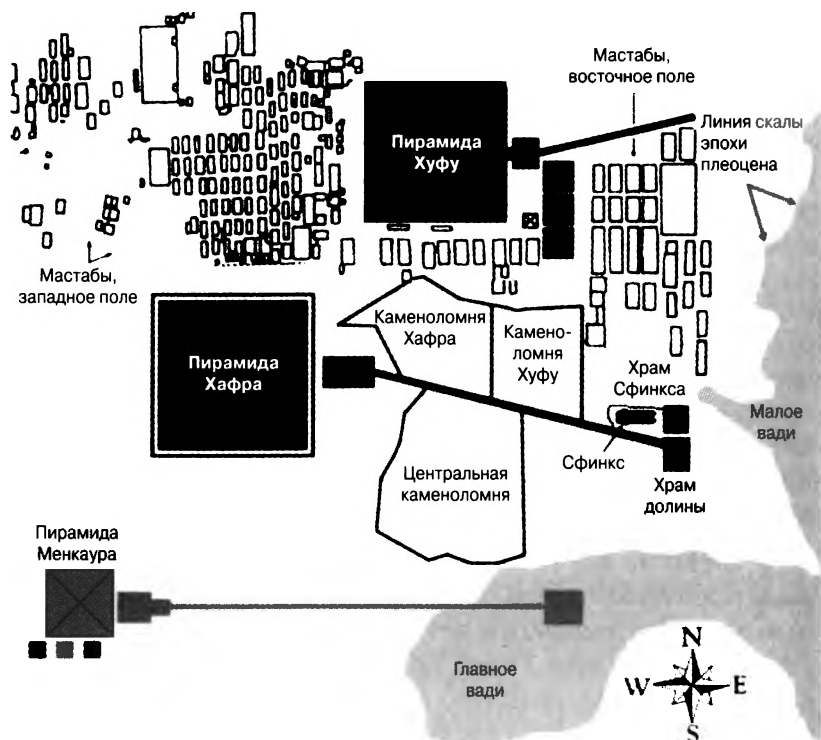 Мастабы,
восточное поле
Линия скалы
эпохи
плеоцена
Пирамида
Хуфу
Мастабы,
западное поле
Каменоломня
Хафра
Камено-
ломня
Хуфу
Пирамида
Хафра
Храм
Сфинкса
Малое
вади
Сфинкс
Центральная
каменоломня
Храм
долины
Пирамида
Менкаура
Главное
вади
N
W E
S